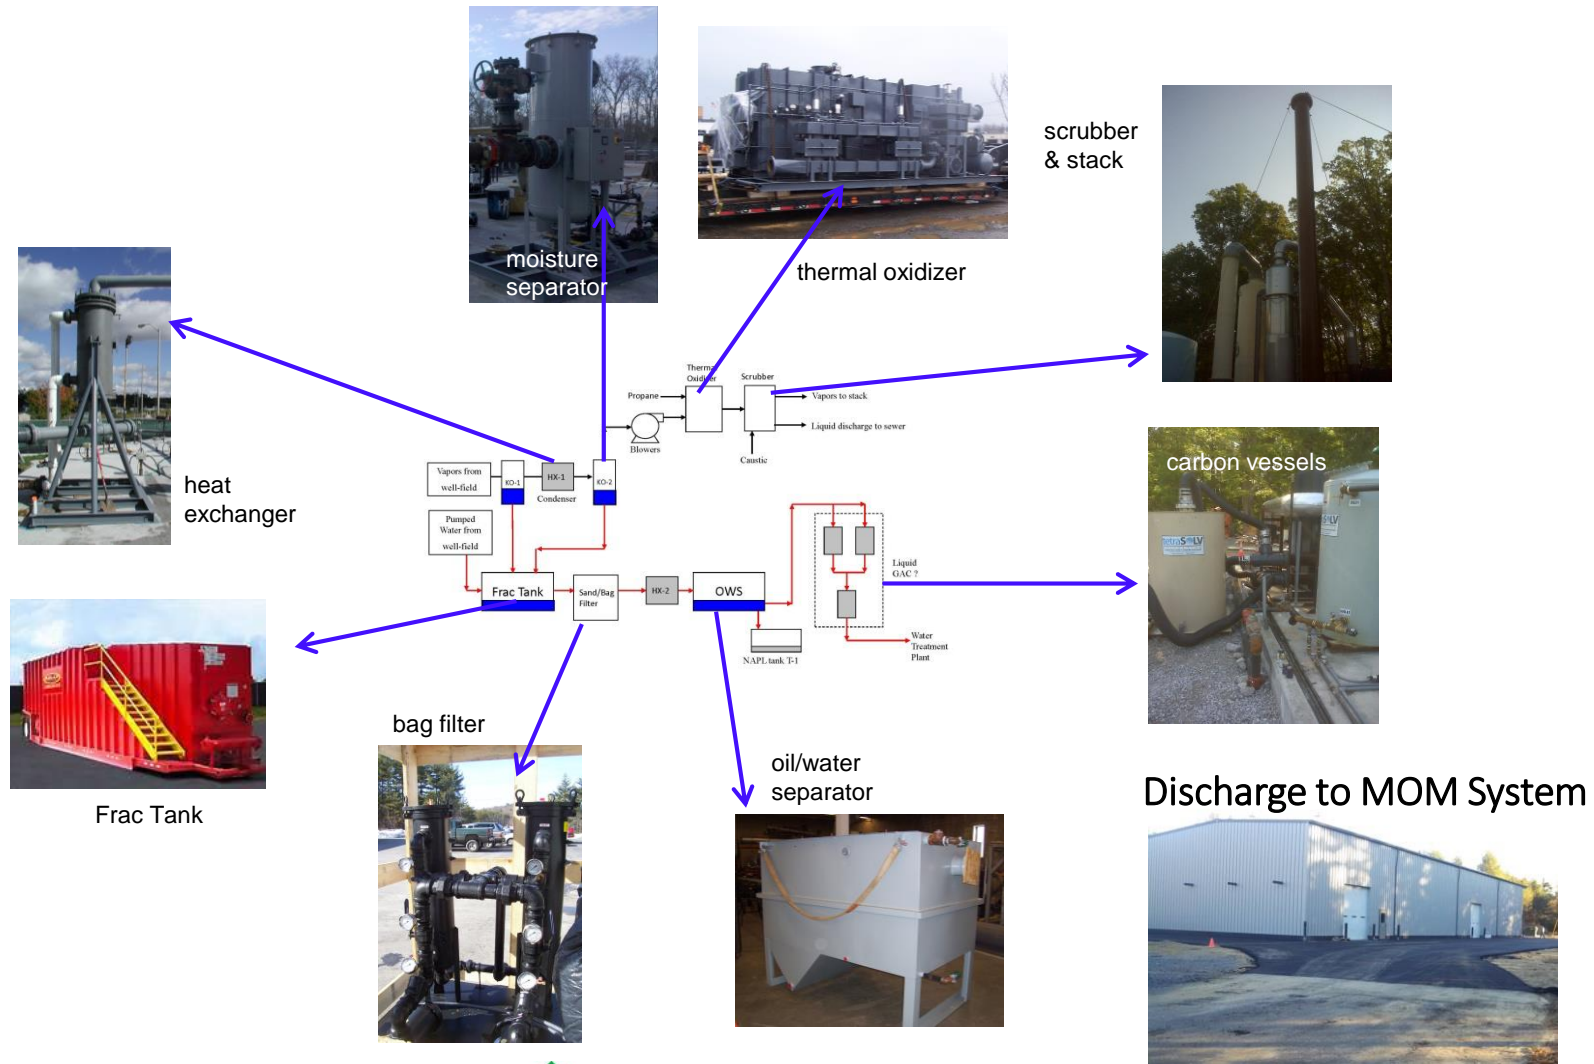 moisture
separator
thermal oxidizer
scrubber
& stack
heat
exchanger
carbon vessels
Thermal
Oxidizer
Scrubber
Propane
Vapors to stack
Liquid discharge to sewer
Blowers
Caustic
Vapors from
well-field
KO-1
HX-1
Condenser
KO-2
Pumped
Water from
well-field
Frac Tank
Sand/Bag
Filter
HX-2
OWS
Liquid
GAC ?
NAPL tank T-1
Water
Treatment
Plant
Frac Tank
bag filter
oil/water
separator
Discharge to MOM System